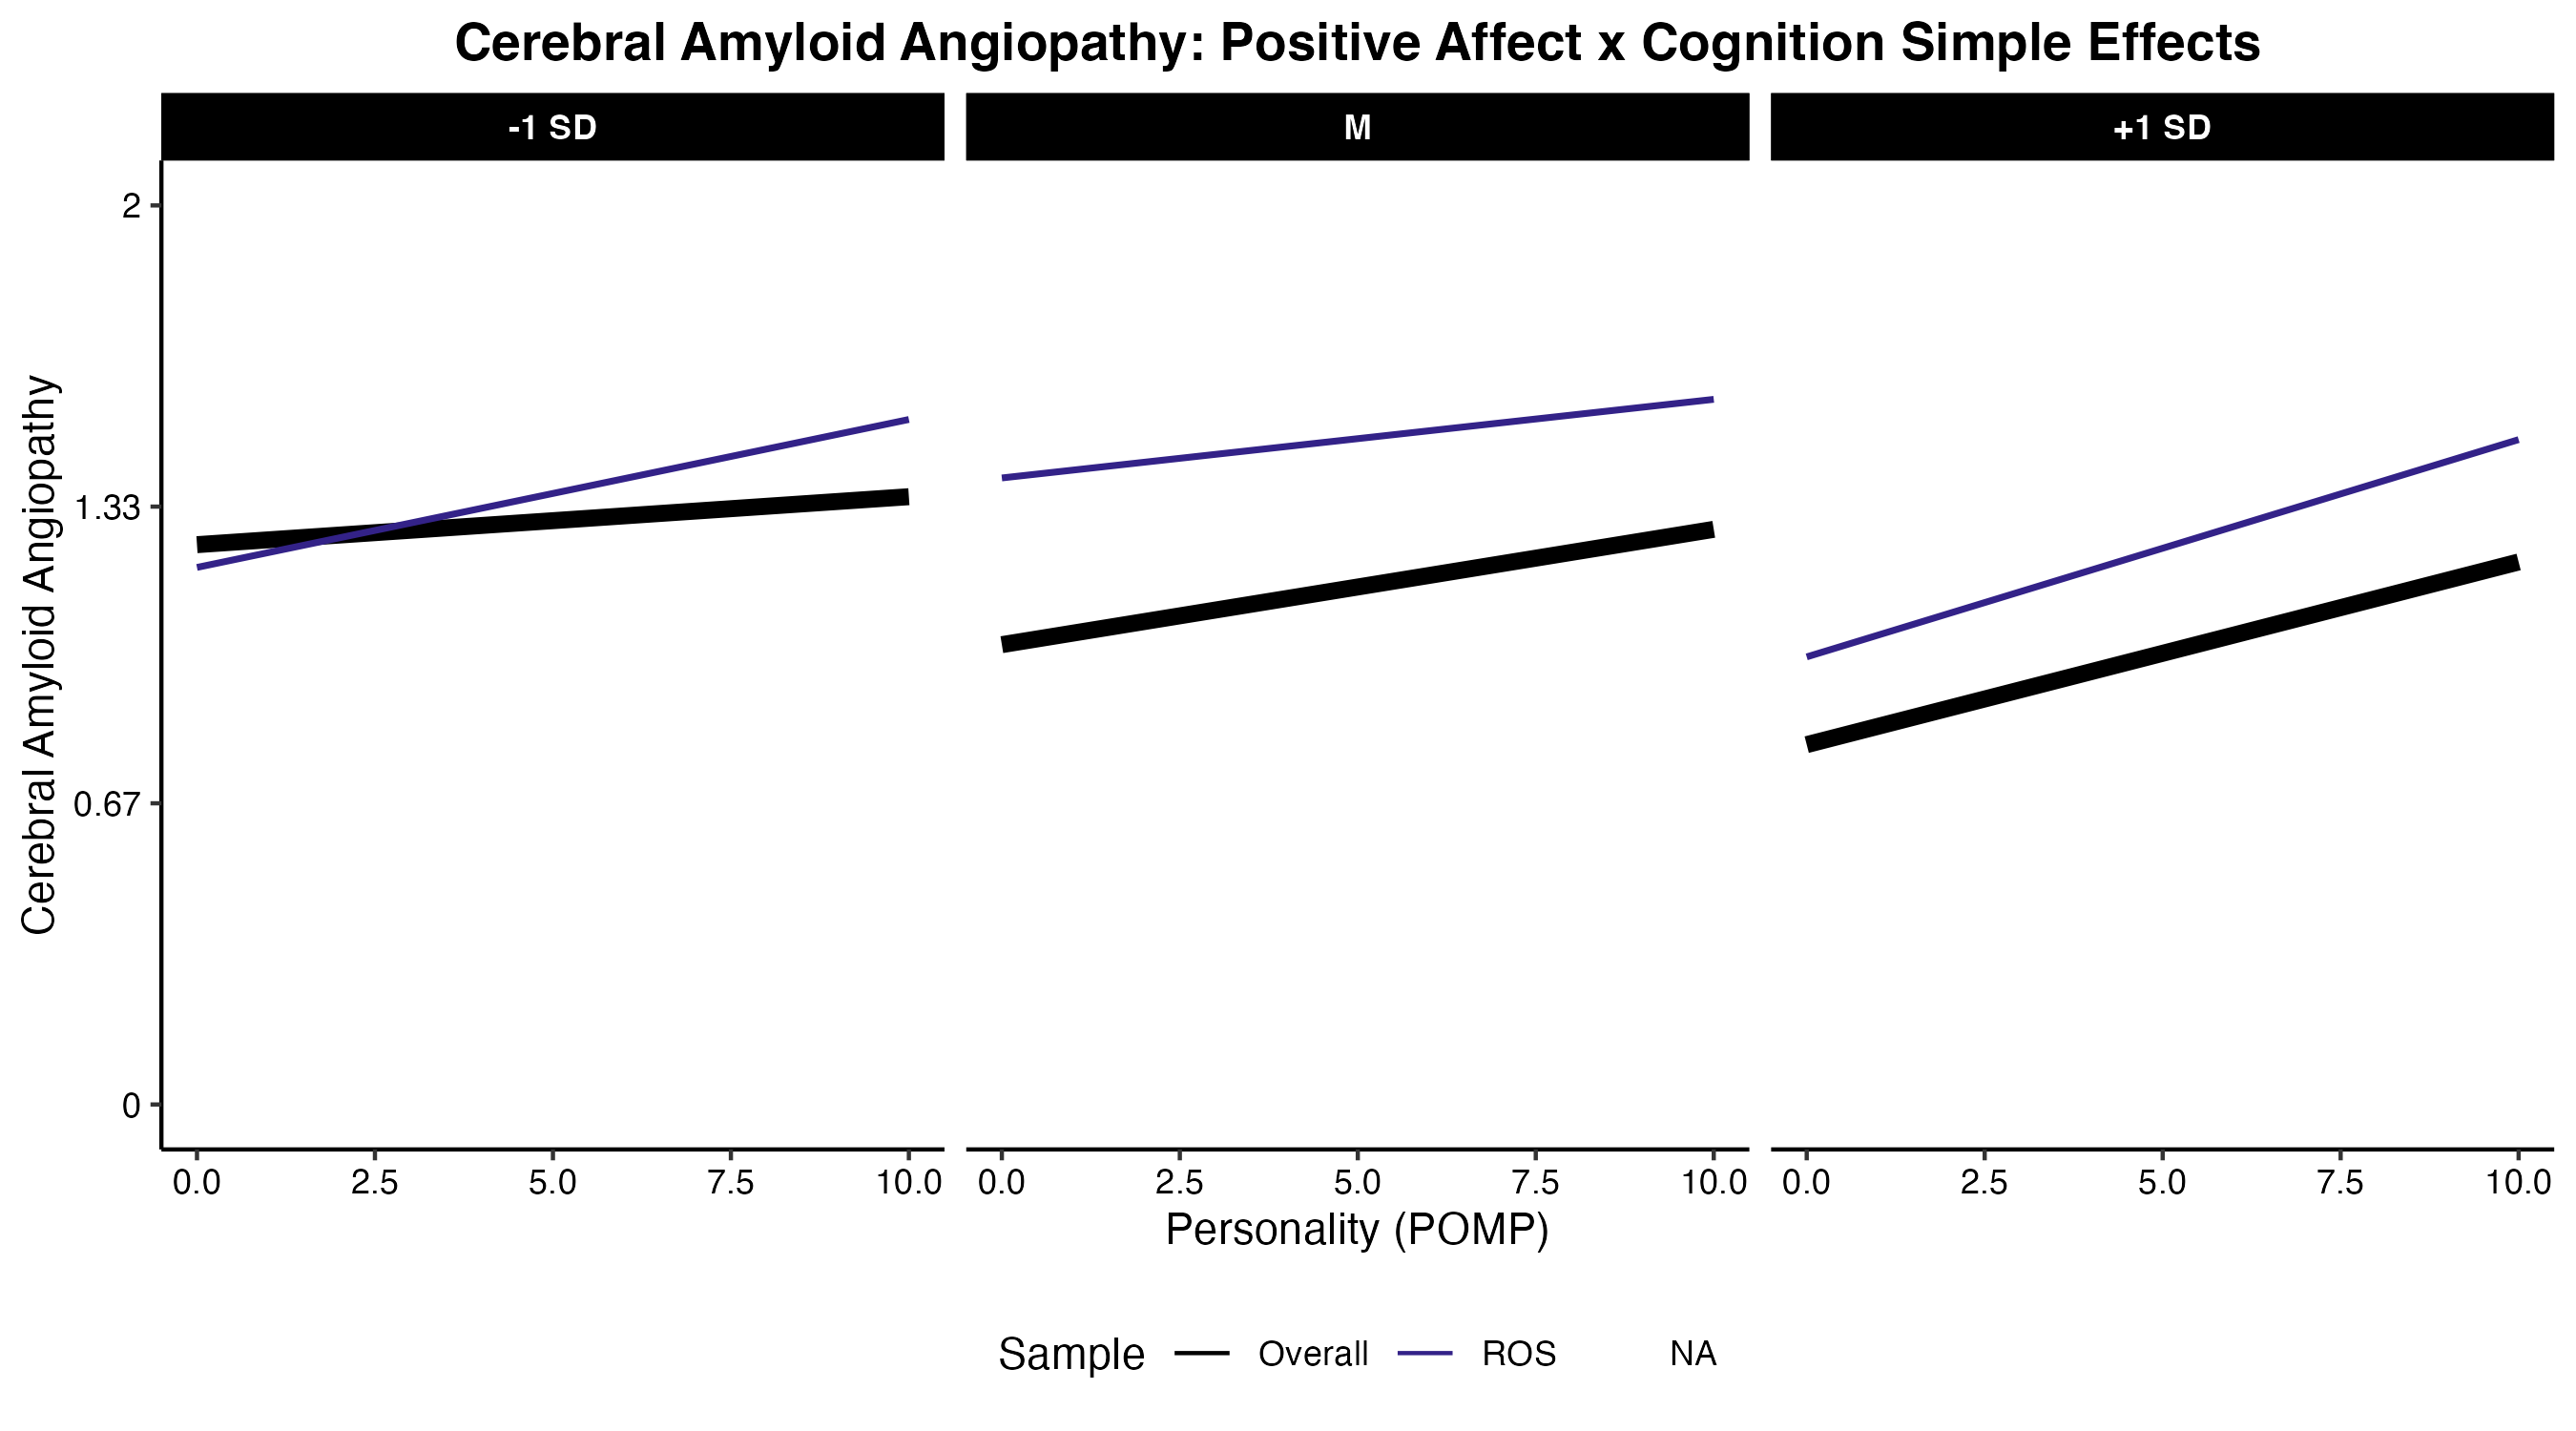 Cerebral Amyloid Angiopathy: Positive Affect x Cognition Simple Effects
-1 SD
M
+1 SD
Cerebral Amyloid Angiopathy
2
1.33
0.67
0
0.0 2.5 5.0 7.5 10.0
0.0 2.5 5.0 7.5 10.0
0.0 2.5 5.0 7.5 10.0
Personality (POMP)
Sample Overall ROS NA